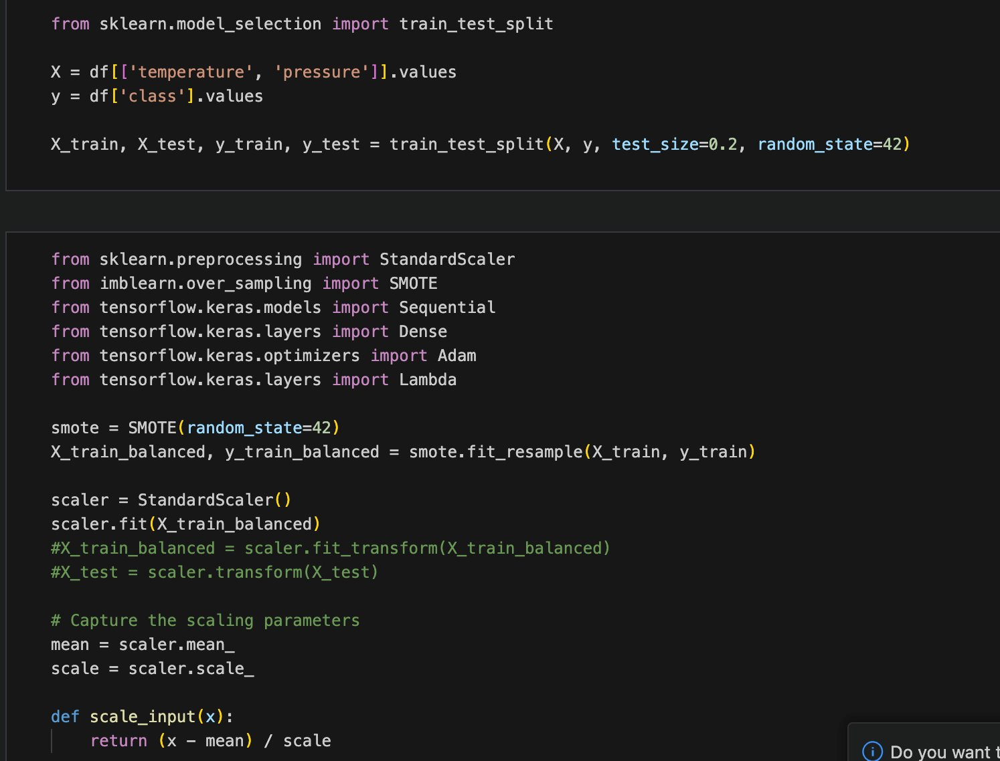 from sklearn.model_selection import train_test_split
X = df[['temperature', 'pressure']].values
y = df['class'].values
X_train, X_test, y_train, y_test = train_test_split(X, y, test_size=0.2, random_state=42)
from sklearn.preprocessing import StandardScaler
from imblearn.over_sampling import SMOTE
from tensorflow.keras.models import Sequential
from tensorflow.keras.layers import Dense
from tensorflow.keras.optimizers import Adam
from tensorflow.keras.layers import Lambda
smote = SMOTE(random_state=42)
X_train_balanced, y_train_balanced = smote.fit_resample(X_train, y_train)
scaler = StandardScaler()
scaler.fit(X_train_balanced)
#X_train_balanced = scaler.fit_transform(X_train_balanced)
#X_test = scaler.transform(X_test)
# Capture the scaling parameters
mean = scaler.mean_
scale = scaler.scale_
def scale_input(x):
    return (x - mean) / scale
Do you want